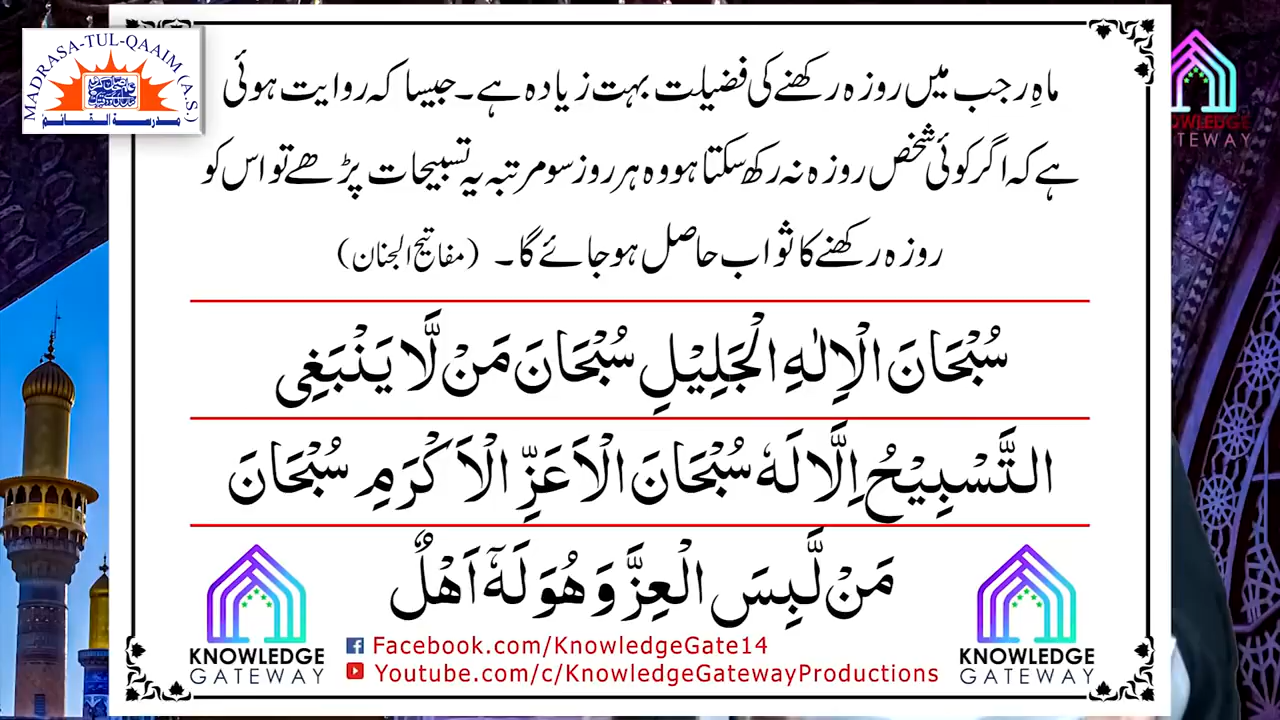 MADRASA-TUL-QAAIM (A.S.)
مدرسة القائم
ماہِ رجب میں روزہ رکھنے کی فضیلت بہت زیادہ ہے۔ جیسا کہ روایت ہوئی
ہے کہ اگر کوئی شخص روزہ نہ رکھ سکتا ہو وہ ہر روز سو مرتبہ یہ تسبیحات پڑھے تو اس کو
روزہ رکھنے کا ثواب حاصل ہو جائے گا۔ (مفاتیح الجنان)
سُبْحَانَ الْاِلٰهِ الْجَلِيْلِ سُبْحَانَ مَنْ لَّا يَنْبَغِى
التَّسْبِيْحُ اِلَّا لَهٗ سُبْحَانَ الْاَعَزِّ الْاَكْرَمِ سُبْحَانَ
مَنْ لَّبِسَ الْعِزَّ وَهُوَ لَهٗٓ اَهْلٌ
Facebook.com/KnowledgeGate14
Youtube.com/c/KnowledgeGatewayProductions
KNOWLEDGE
GATEWAY
KNOWLEDGE
GATEWAY
OWLEDGE
TEWAY